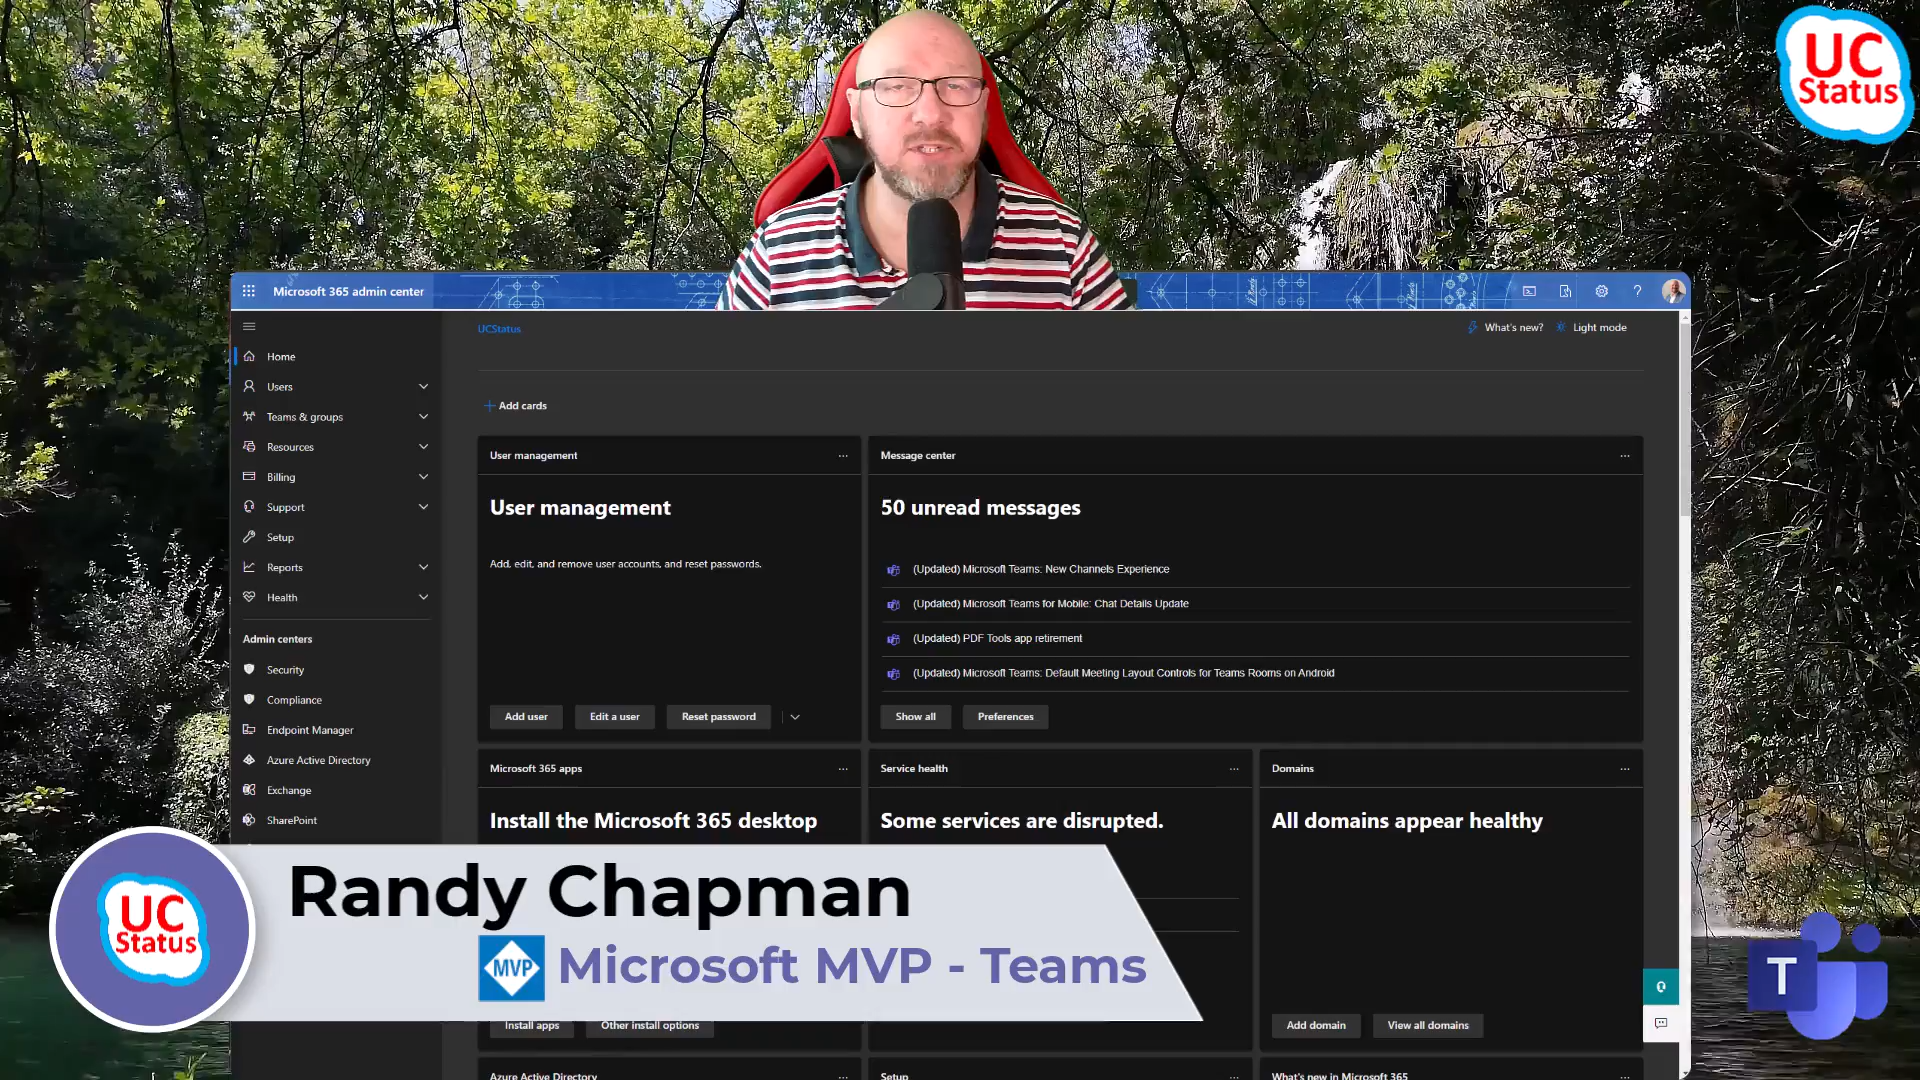 UC
Status
Microsoft 365 admin center
?
UCStatus
What's new?
Light mode
Home
Users
Teams & groups
Resources
Billing
Support
Setup
Reports
Health
Admin centers
Security
Compliance
Endpoint Manager
Azure Active Directory
Exchange
SharePoint
+ Add cards
User management
User management
Add, edit, and remove user accounts, and reset passwords.
Add user
Edit a user
Reset password
Message center
50 unread messages
(Updated) Microsoft Teams: New Channels Experience
(Updated) Microsoft Teams for Mobile: Chat Details Update
(Updated) PDF Tools app retirement
(Updated) Microsoft Teams: Default Meeting Layout Controls for Teams Rooms on Android
Show all
Preferences
Microsoft 365 apps
Install the Microsoft 365 desktop
Install apps
Other install options
Service health
Some services are disrupted.
Domains
All domains appear healthy
Add domain
View all domains
Azure Active Directory
Setup
What's new in Microsoft 365
UC
Status
Randy Chapman
MVP
Microsoft MVP - Teams
T